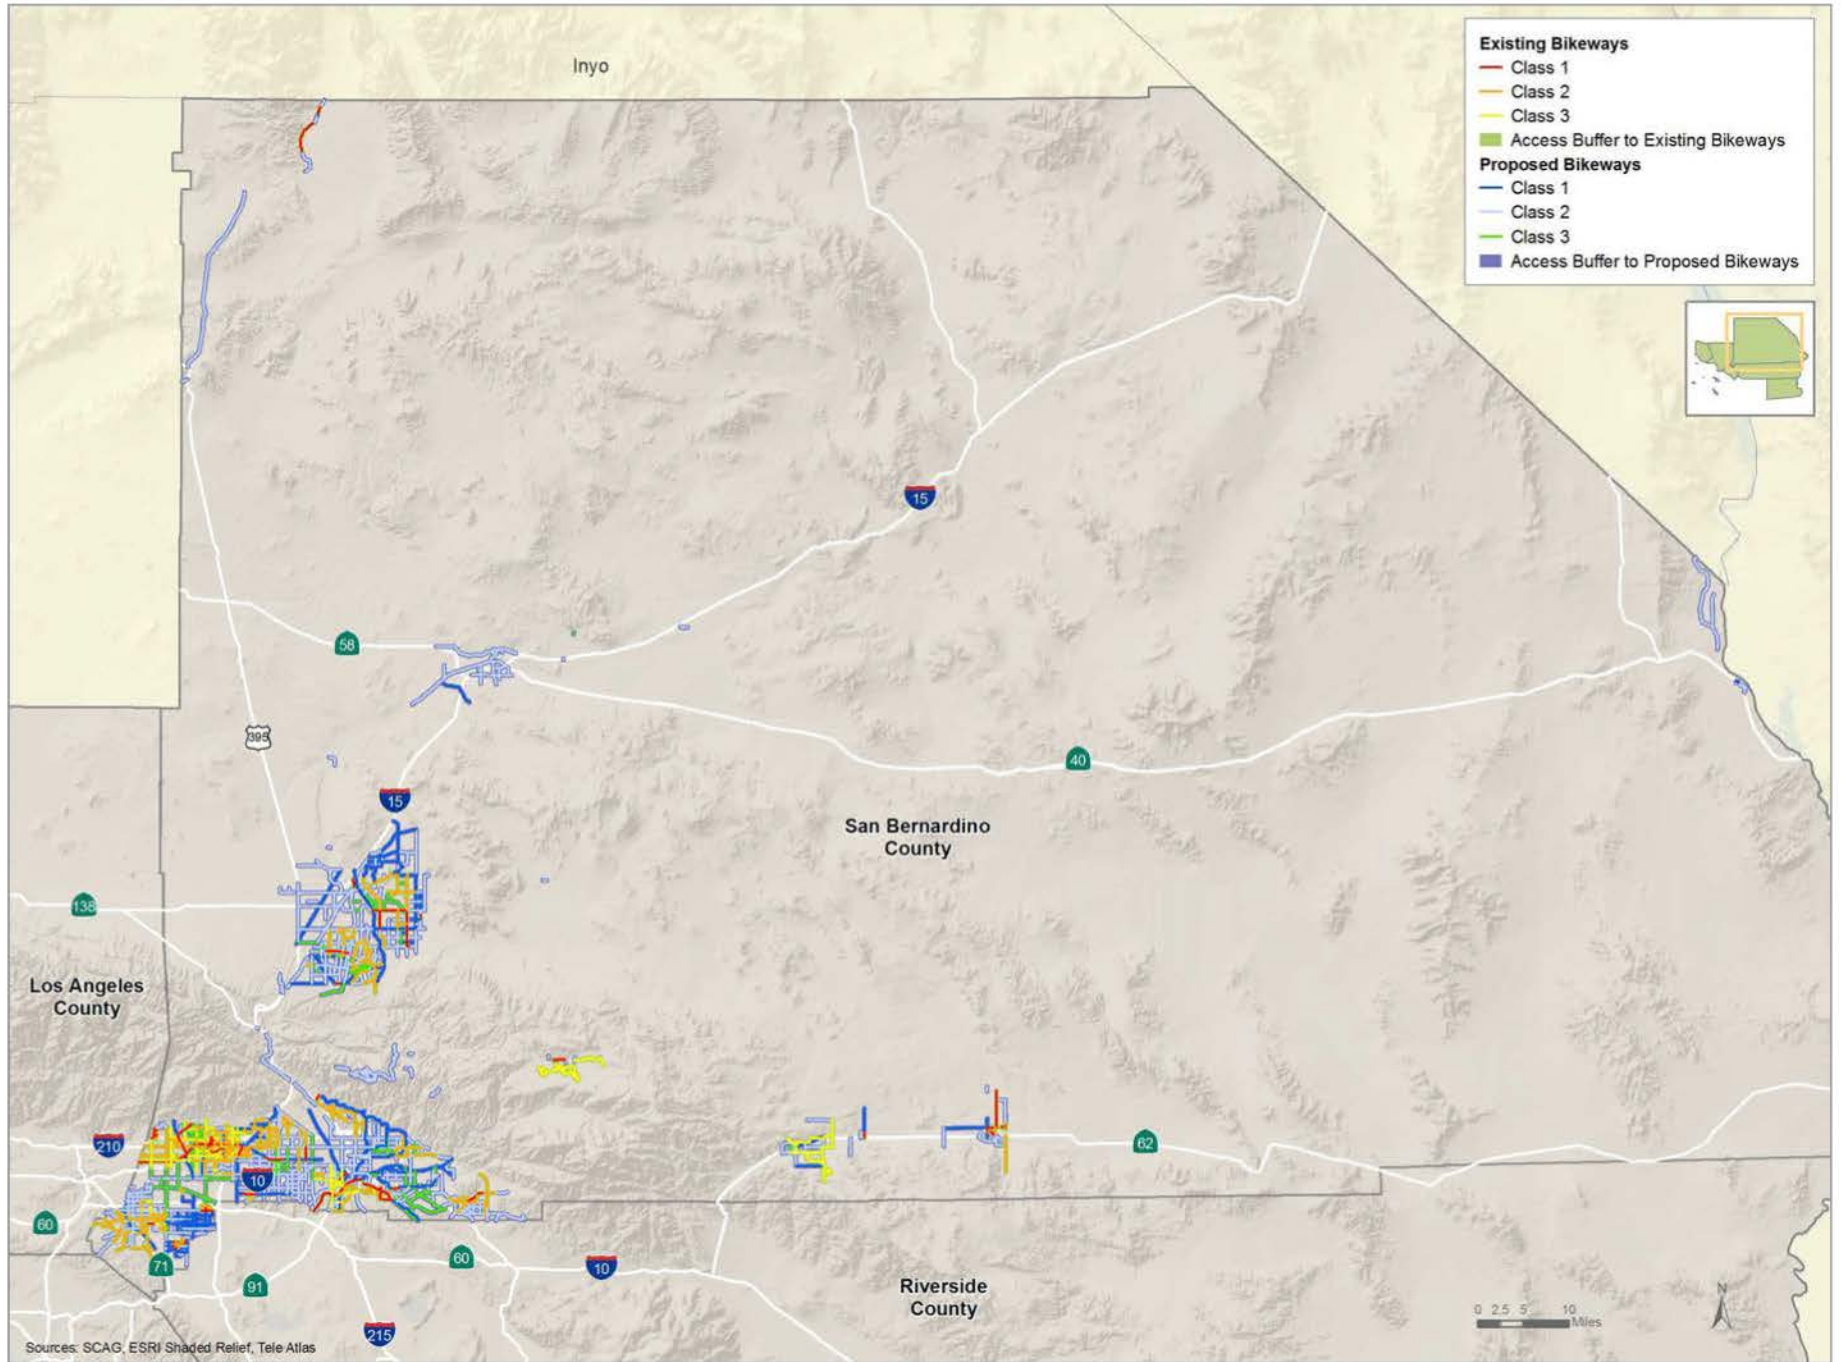 Inyo
Existing Bikeways
Class 1
Class 2
Class 3
Access Buffer to Existing Bikeways
Proposed Bikeways
Class 1
Class 2
Class 3
Access Buffer to Proposed Bikeways
15
58
395
40
15
San Bernardino
County
138
Los Angeles
County
210
62
10
60
60
71
10
91
Riverside
County
215
N
0 2.5 5 10
Miles
Sources: SCAG, ESRI Shaded Relief, Tele Atlas